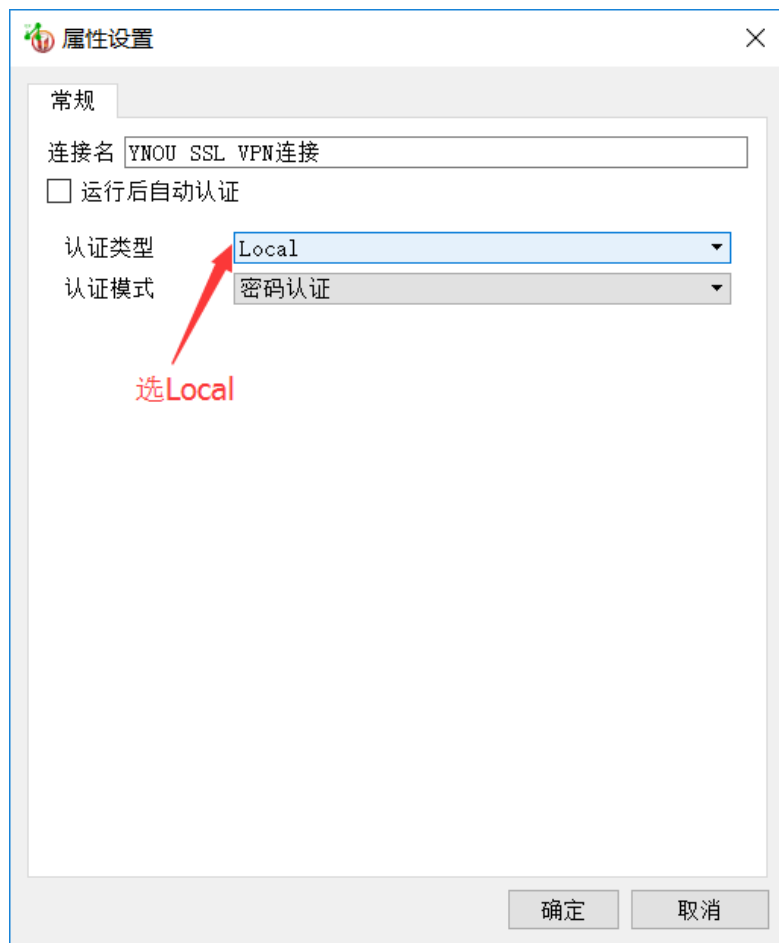 属性设置
常规
连接名 YNOU SSL VPN连接
运行后自动认证
认证类型 Local
认证模式 密码认证
选Local
确定 取消